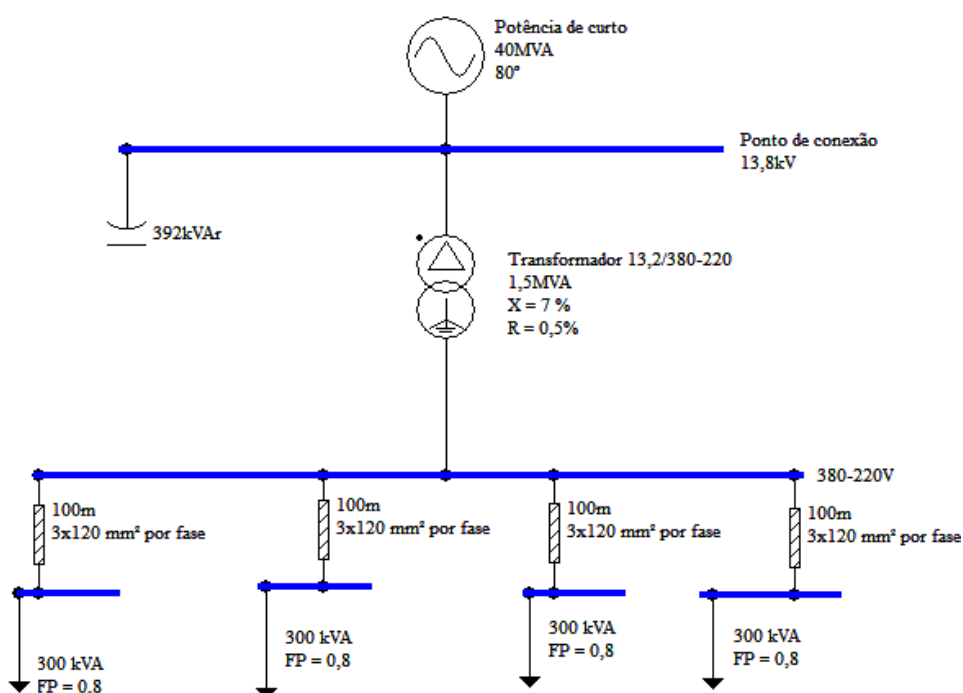 Potência de curto
40MVA
80°
Ponto de conexão
13,8kV
392kVAr
Transformador 13,2/380-220
1,5MVA
X = 7 %
R = 0,5%
380-220V
100m
3x120 mm² por fase
100m
3x120 mm² por fase
100m
3x120 mm² por fase
100m
3x120 mm² por fase
300 kVA
FP = 0.8
300 kVA
FP = 0,8
300 kVA
FP = 0,8
300 kVA
FP = 0,8